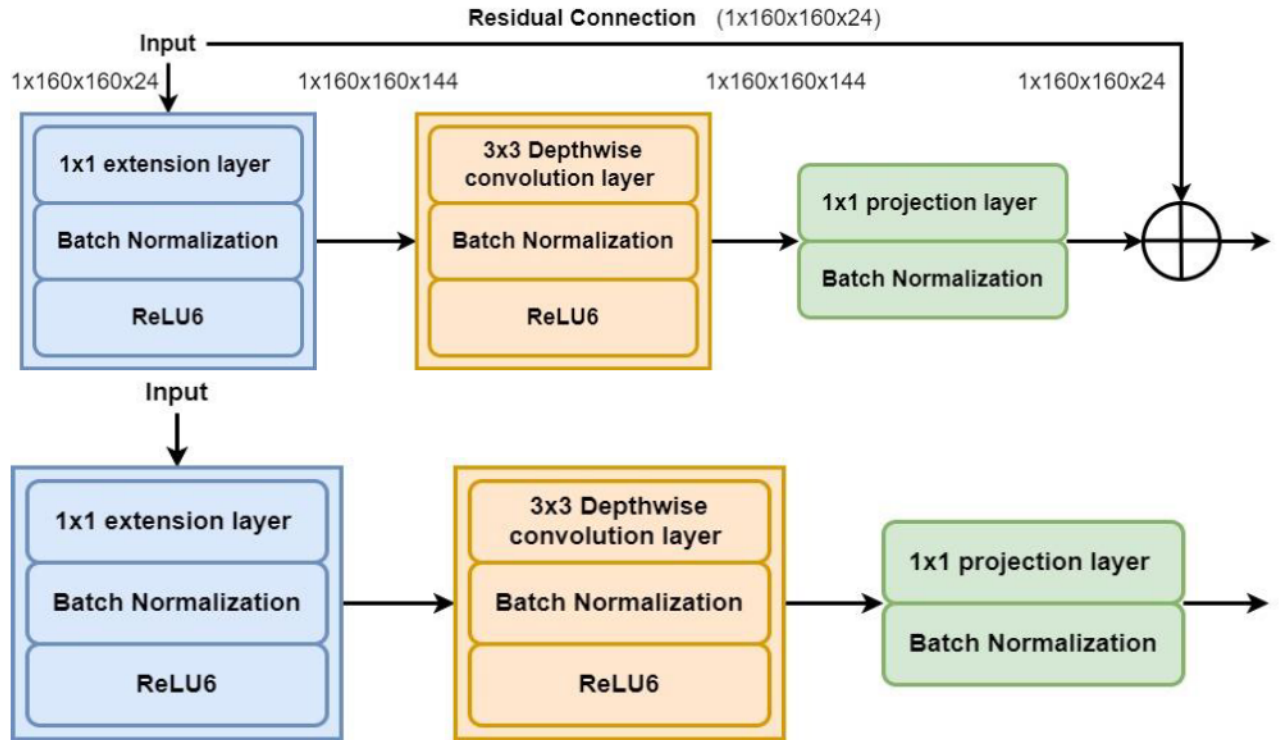 Residual Connection (1x160x160x24)
Input
1x160x160x24
1x160x160x144
1x160x160x144
1x160x160x24
1x1 extension layer
Batch Normalization
ReLU6
3x3 Depthwise
convolution layer
Batch Normalization
ReLU6
1x1 projection layer
Batch Normalization
Input
1x1 extension layer
Batch Normalization
ReLU6
3x3 Depthwise
convolution layer
Batch Normalization
ReLU6
1x1 projection layer
Batch Normalization